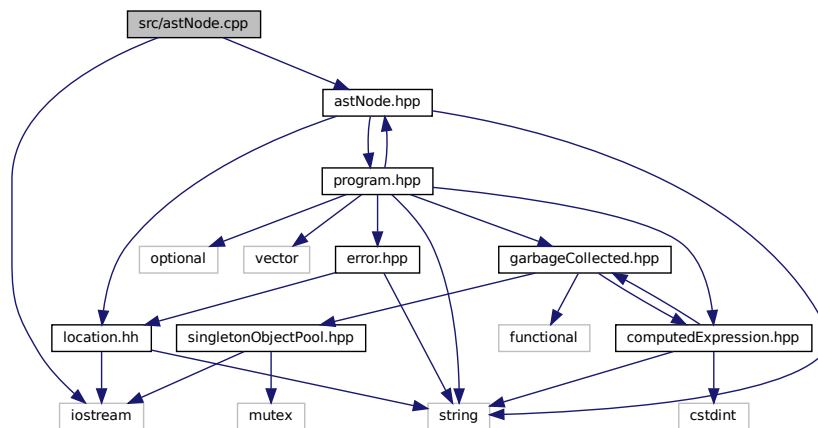 src/astNode.cpp
astNode.hpp
program.hpp
optional
vector
error.hpp
garbageCollected.hpp
location.hh
singletonObjectPool.hpp
functional
computedExpression.hpp
iostream
mutex
string
cstdint